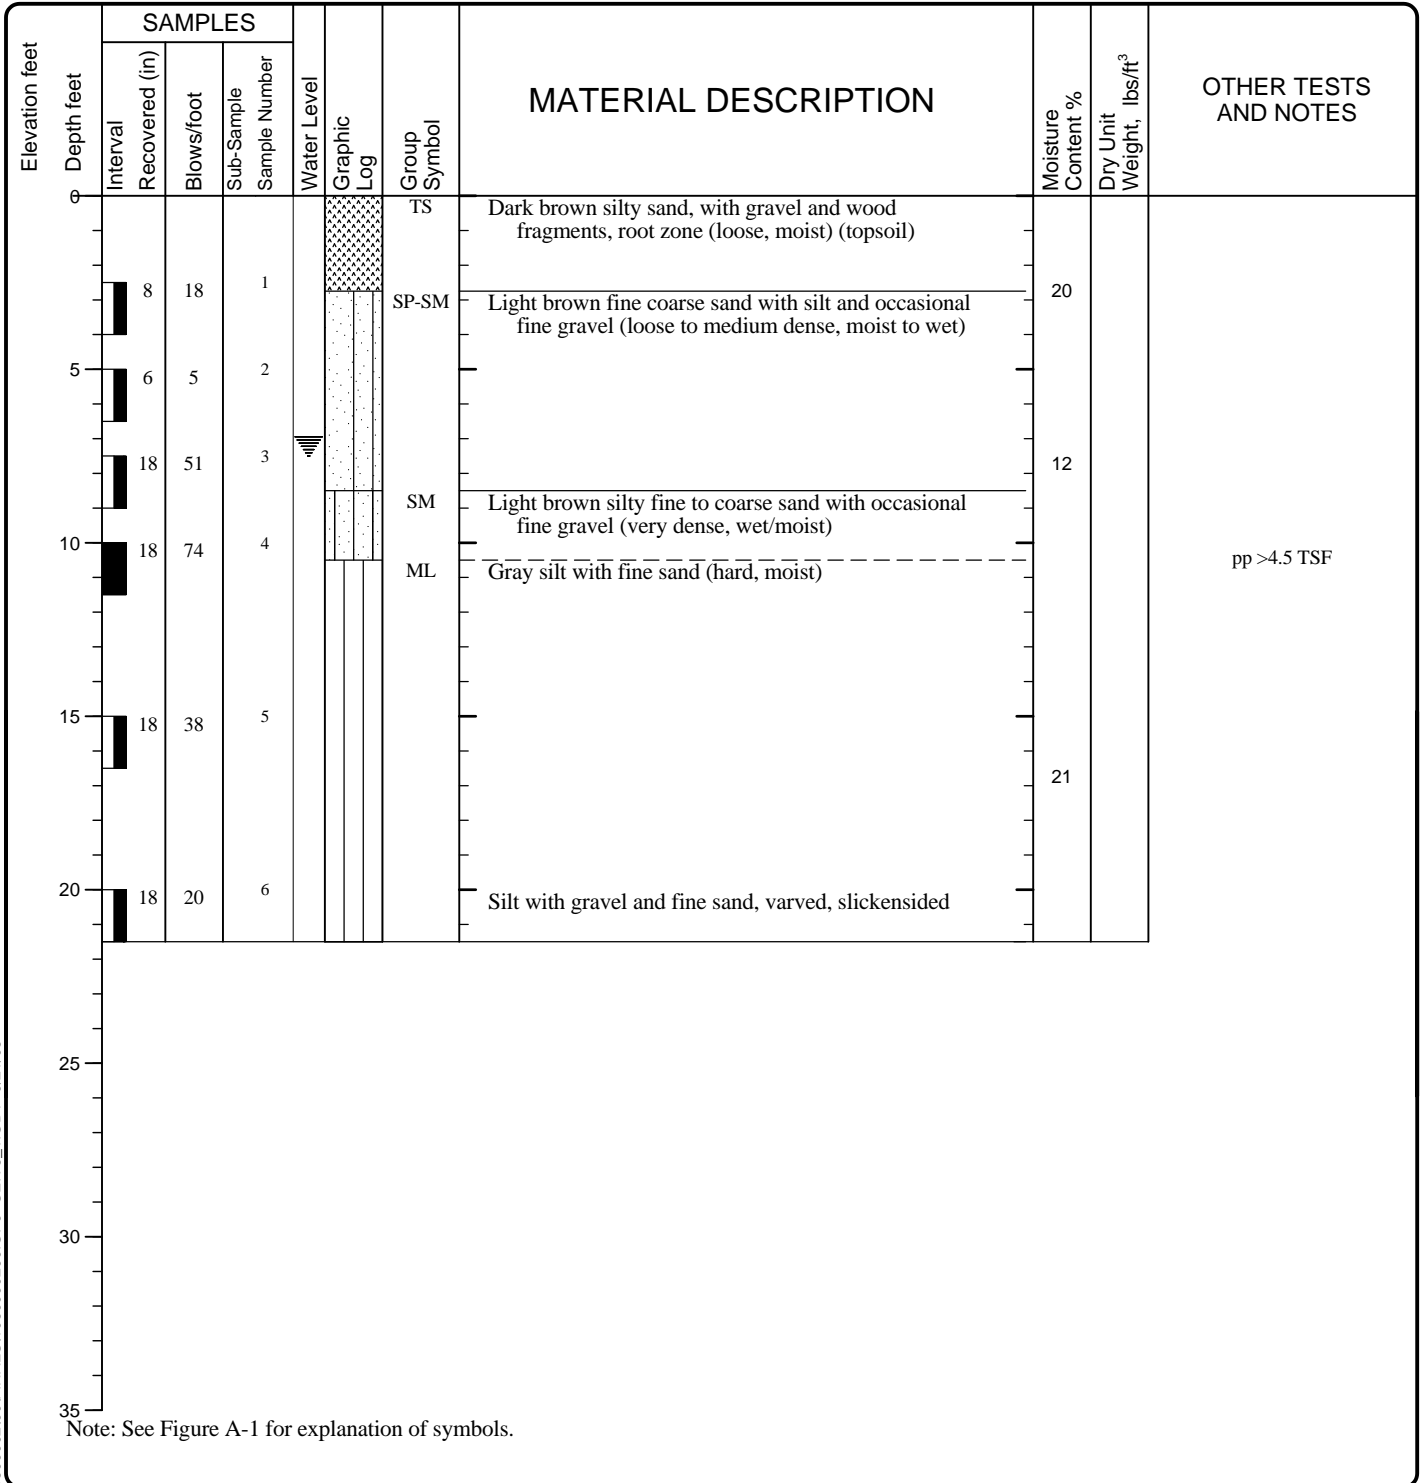 SAMPLES
Elevation feet
Depth feet
Interval
Recovered (in)
Blows/foot
Sub-Sample
Sample Number
Water Level
Graphic
Log
Group
Symbol
MATERIAL DESCRIPTION
Moisture
Content %
Dry Unit
Weight, lbs/ft³
OTHER TESTS
AND NOTES
0
TS
Dark brown silty sand, with gravel and wood
fragments, root zone (loose, moist) (topsoil)
8 18 1 20
SP-SM
Light brown fine coarse sand with silt and occasional
fine gravel (loose to medium dense, moist to wet)
5
6 5 2
18 51 3 12
SM
Light brown silty fine to coarse sand with occasional
fine gravel (very dense, wet/moist)
10
18 74 4
pp >4.5 TSF
ML
Gray silt with fine sand (hard, moist)
15
18 38 5
21
20
18 20 6
Silt with gravel and fine sand, varved, slickensided
25
30
35
Note: See Figure A-1 for explanation of symbols.